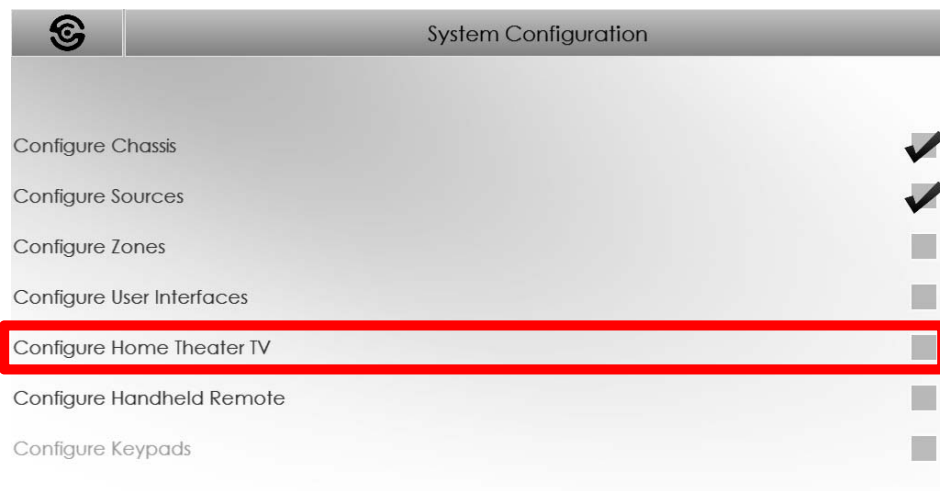 System Configuration
Configure Chassis
Configure Sources
Configure Zones
Configure User Interfaces
Configure Home Theater TV
Configure Handheld Remote
Configure Keypads